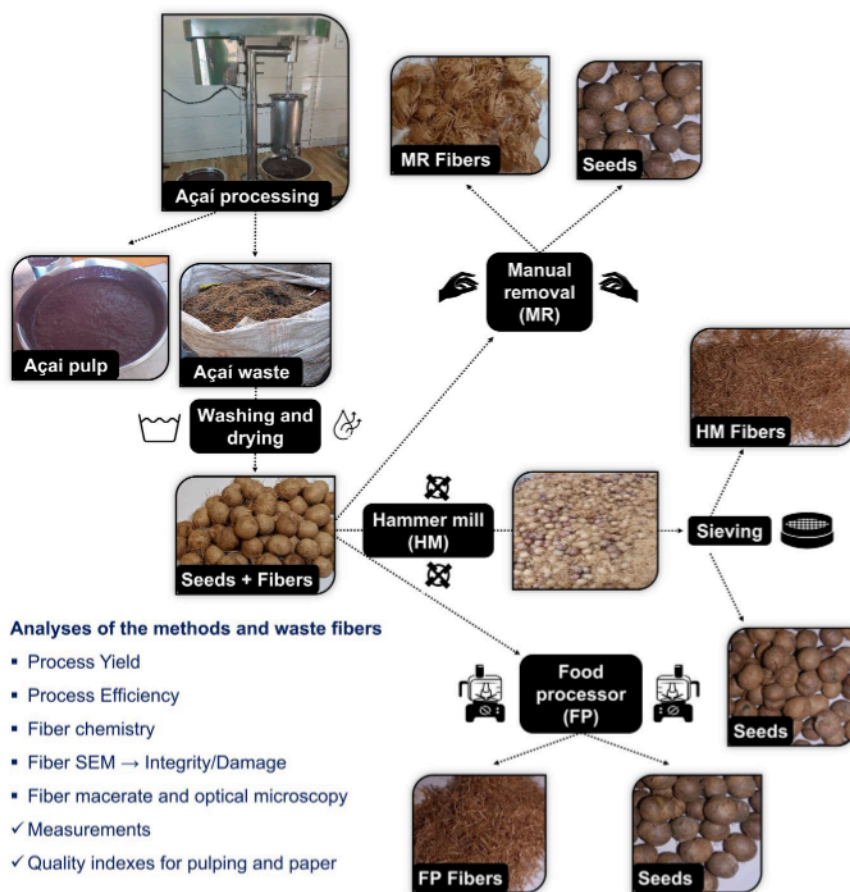 Açaí processing
MR Fibers
Seeds
Açai pulp
Açaí waste
Manual
removal
(MR)
Washing and
drying
HM Fibers
Seeds + Fibers
Hammer mill
(HM)
Sieving
Analyses of the methods and waste fibers
▪ Process Yield
▪ Process Efficiency
▪ Fiber chemistry
▪ Fiber SEM → Integrity/Damage
▪ Fiber macerate and optical microscopy
✓ Measurements
✓ Quality indexes for pulping and paper
Food
processor
(FP)
Seeds
FP Fibers
Seeds